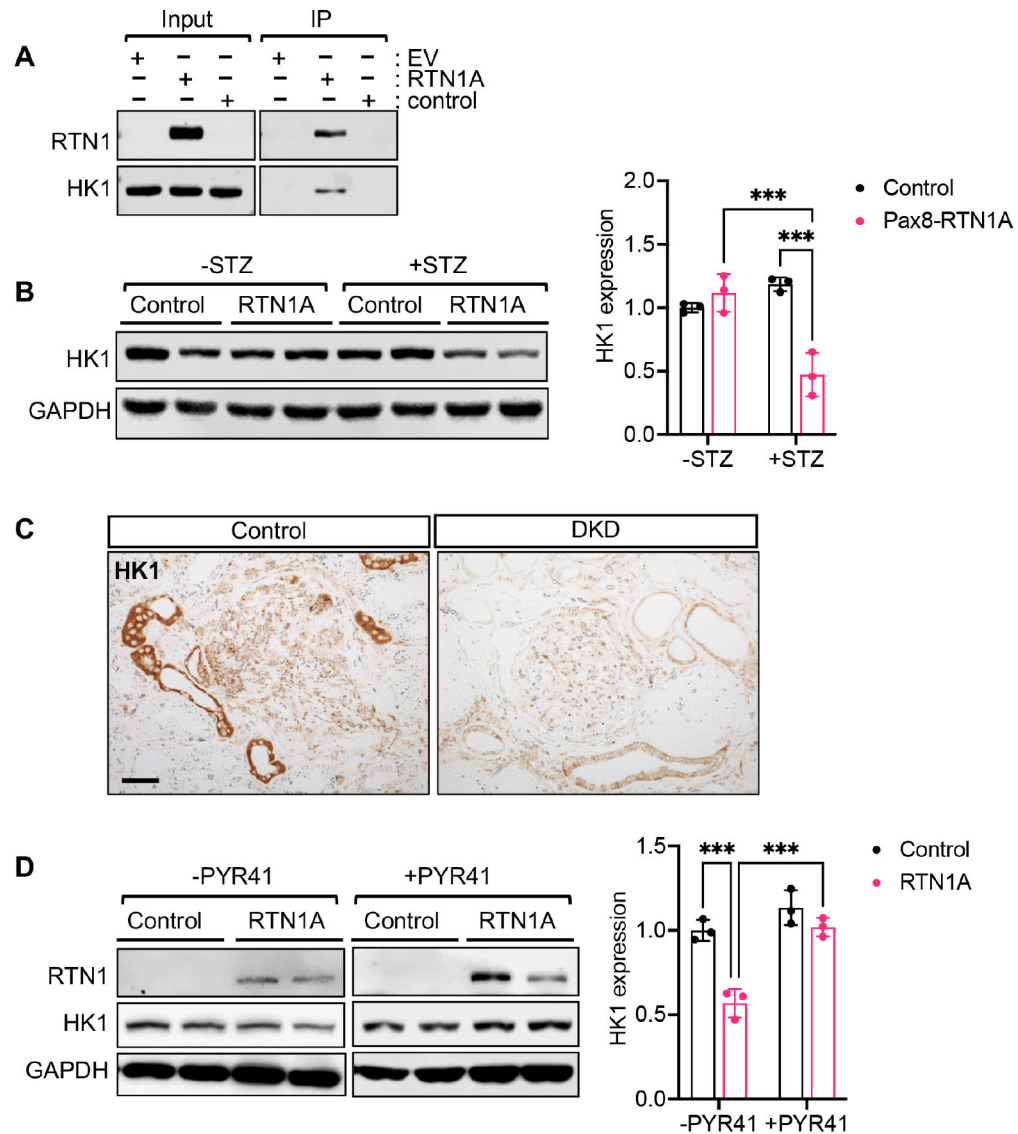 A
Input IP
+ − − + − − : EV
− + − − + − : RTN1A
− − + − − + : control
RTN1
HK1
B
-STZ +STZ
Control RTN1A Control RTN1A
HK1
GAPDH
HK1 expression
2.0
1.5
1.0
0.5
0.0
***
***
-STZ +STZ
Control
Pax8-RTN1A
C
Control DKD
HK1
D
-PYR41 +PYR41
Control RTN1A Control RTN1A
RTN1
HK1
GAPDH
HK1 expression
1.5
1.0
0.5
0.0
*** ***
-PYR41 +PYR41
Control
RTN1A